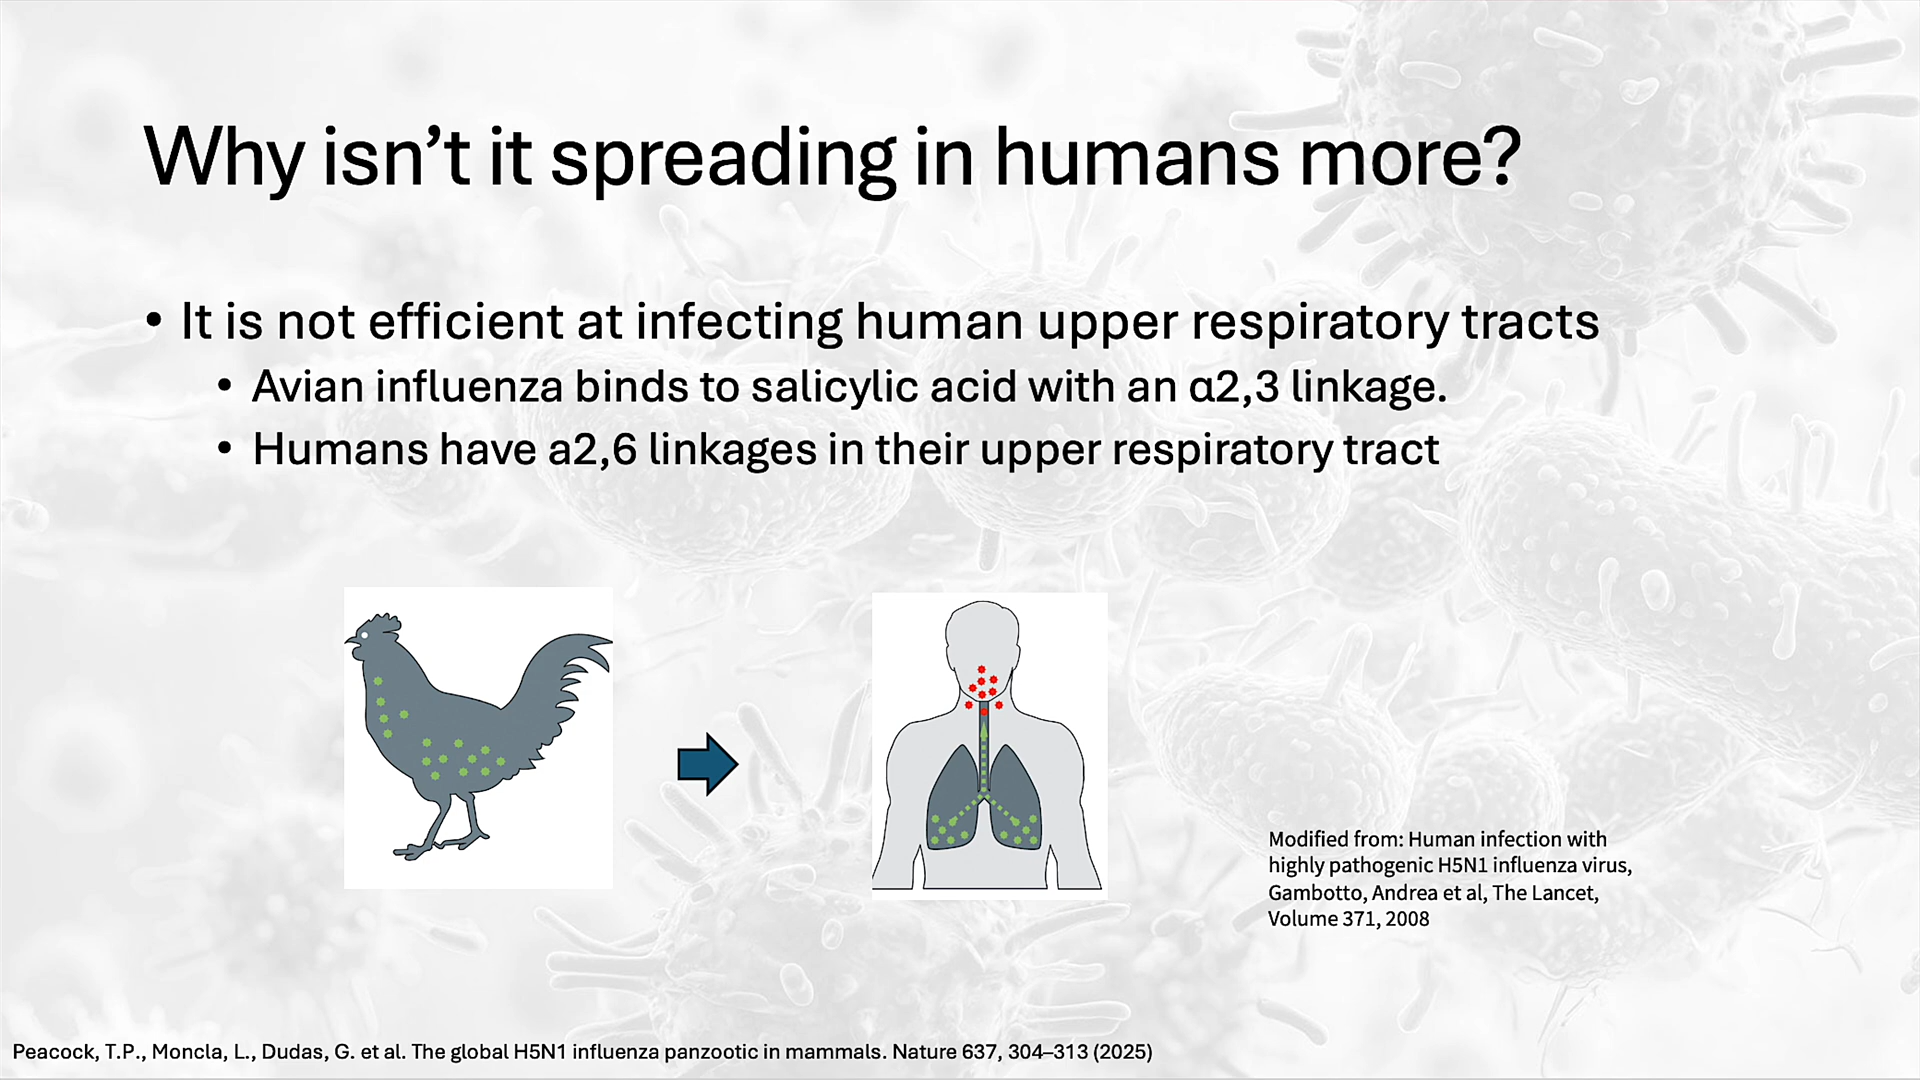 Why isn’t it spreading in humans more?
• It is not efficient at infecting human upper respiratory tracts
• Avian influenza binds to salicylic acid with an α2,3 linkage.
• Humans have a2,6 linkages in their upper respiratory tract
Modified from: Human infection with
highly pathogenic H5N1 influenza virus,
Gambotto, Andrea et al, The Lancet,
Volume 371, 2008
Peacock, T.P., Moncla, L., Dudas, G. et al. The global H5N1 influenza panzootic in mammals. Nature 637, 304–313 (2025)